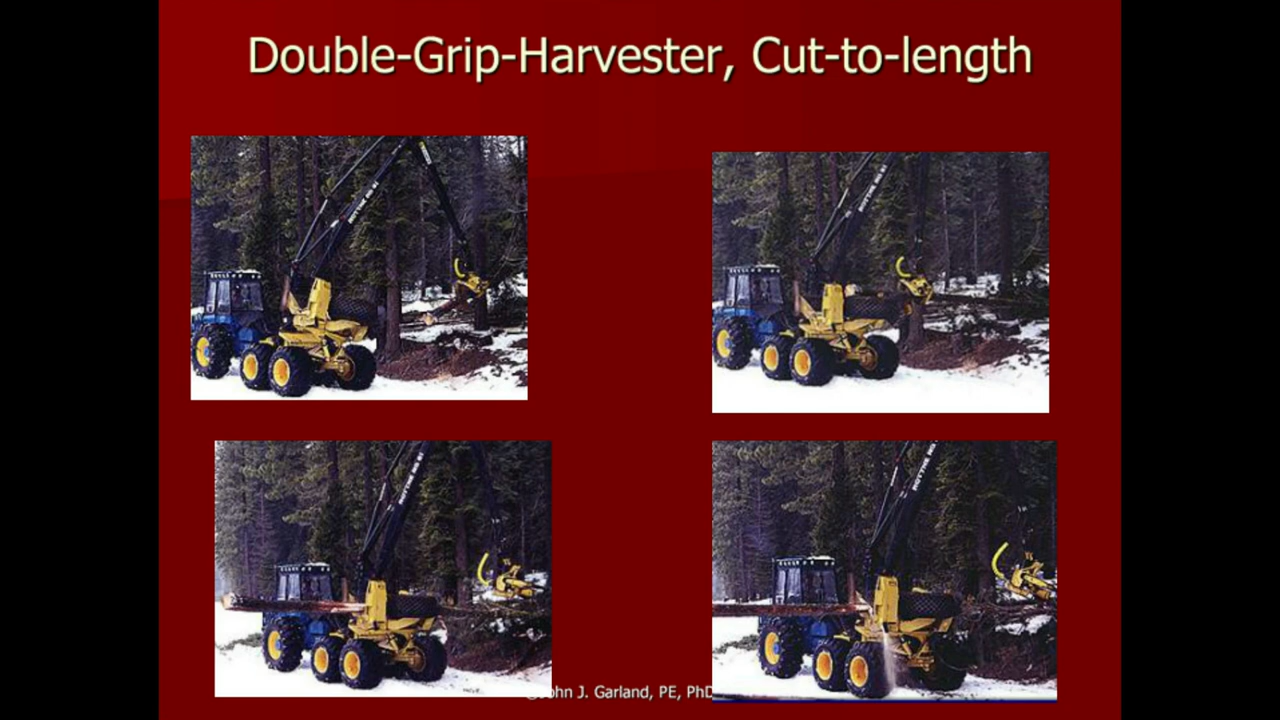 Double-Grip-Harvester, Cut-to-length
John J. Garland, PE, PhD